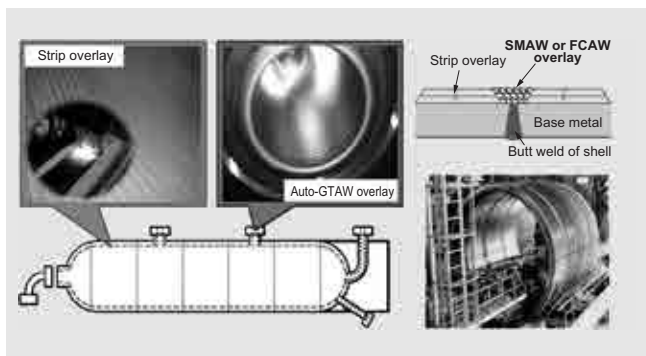 Strip overlay
Auto-GTAW overlay
SMAW or FCAW
overlay
Strip overlay
Base metal
Butt weld of shell